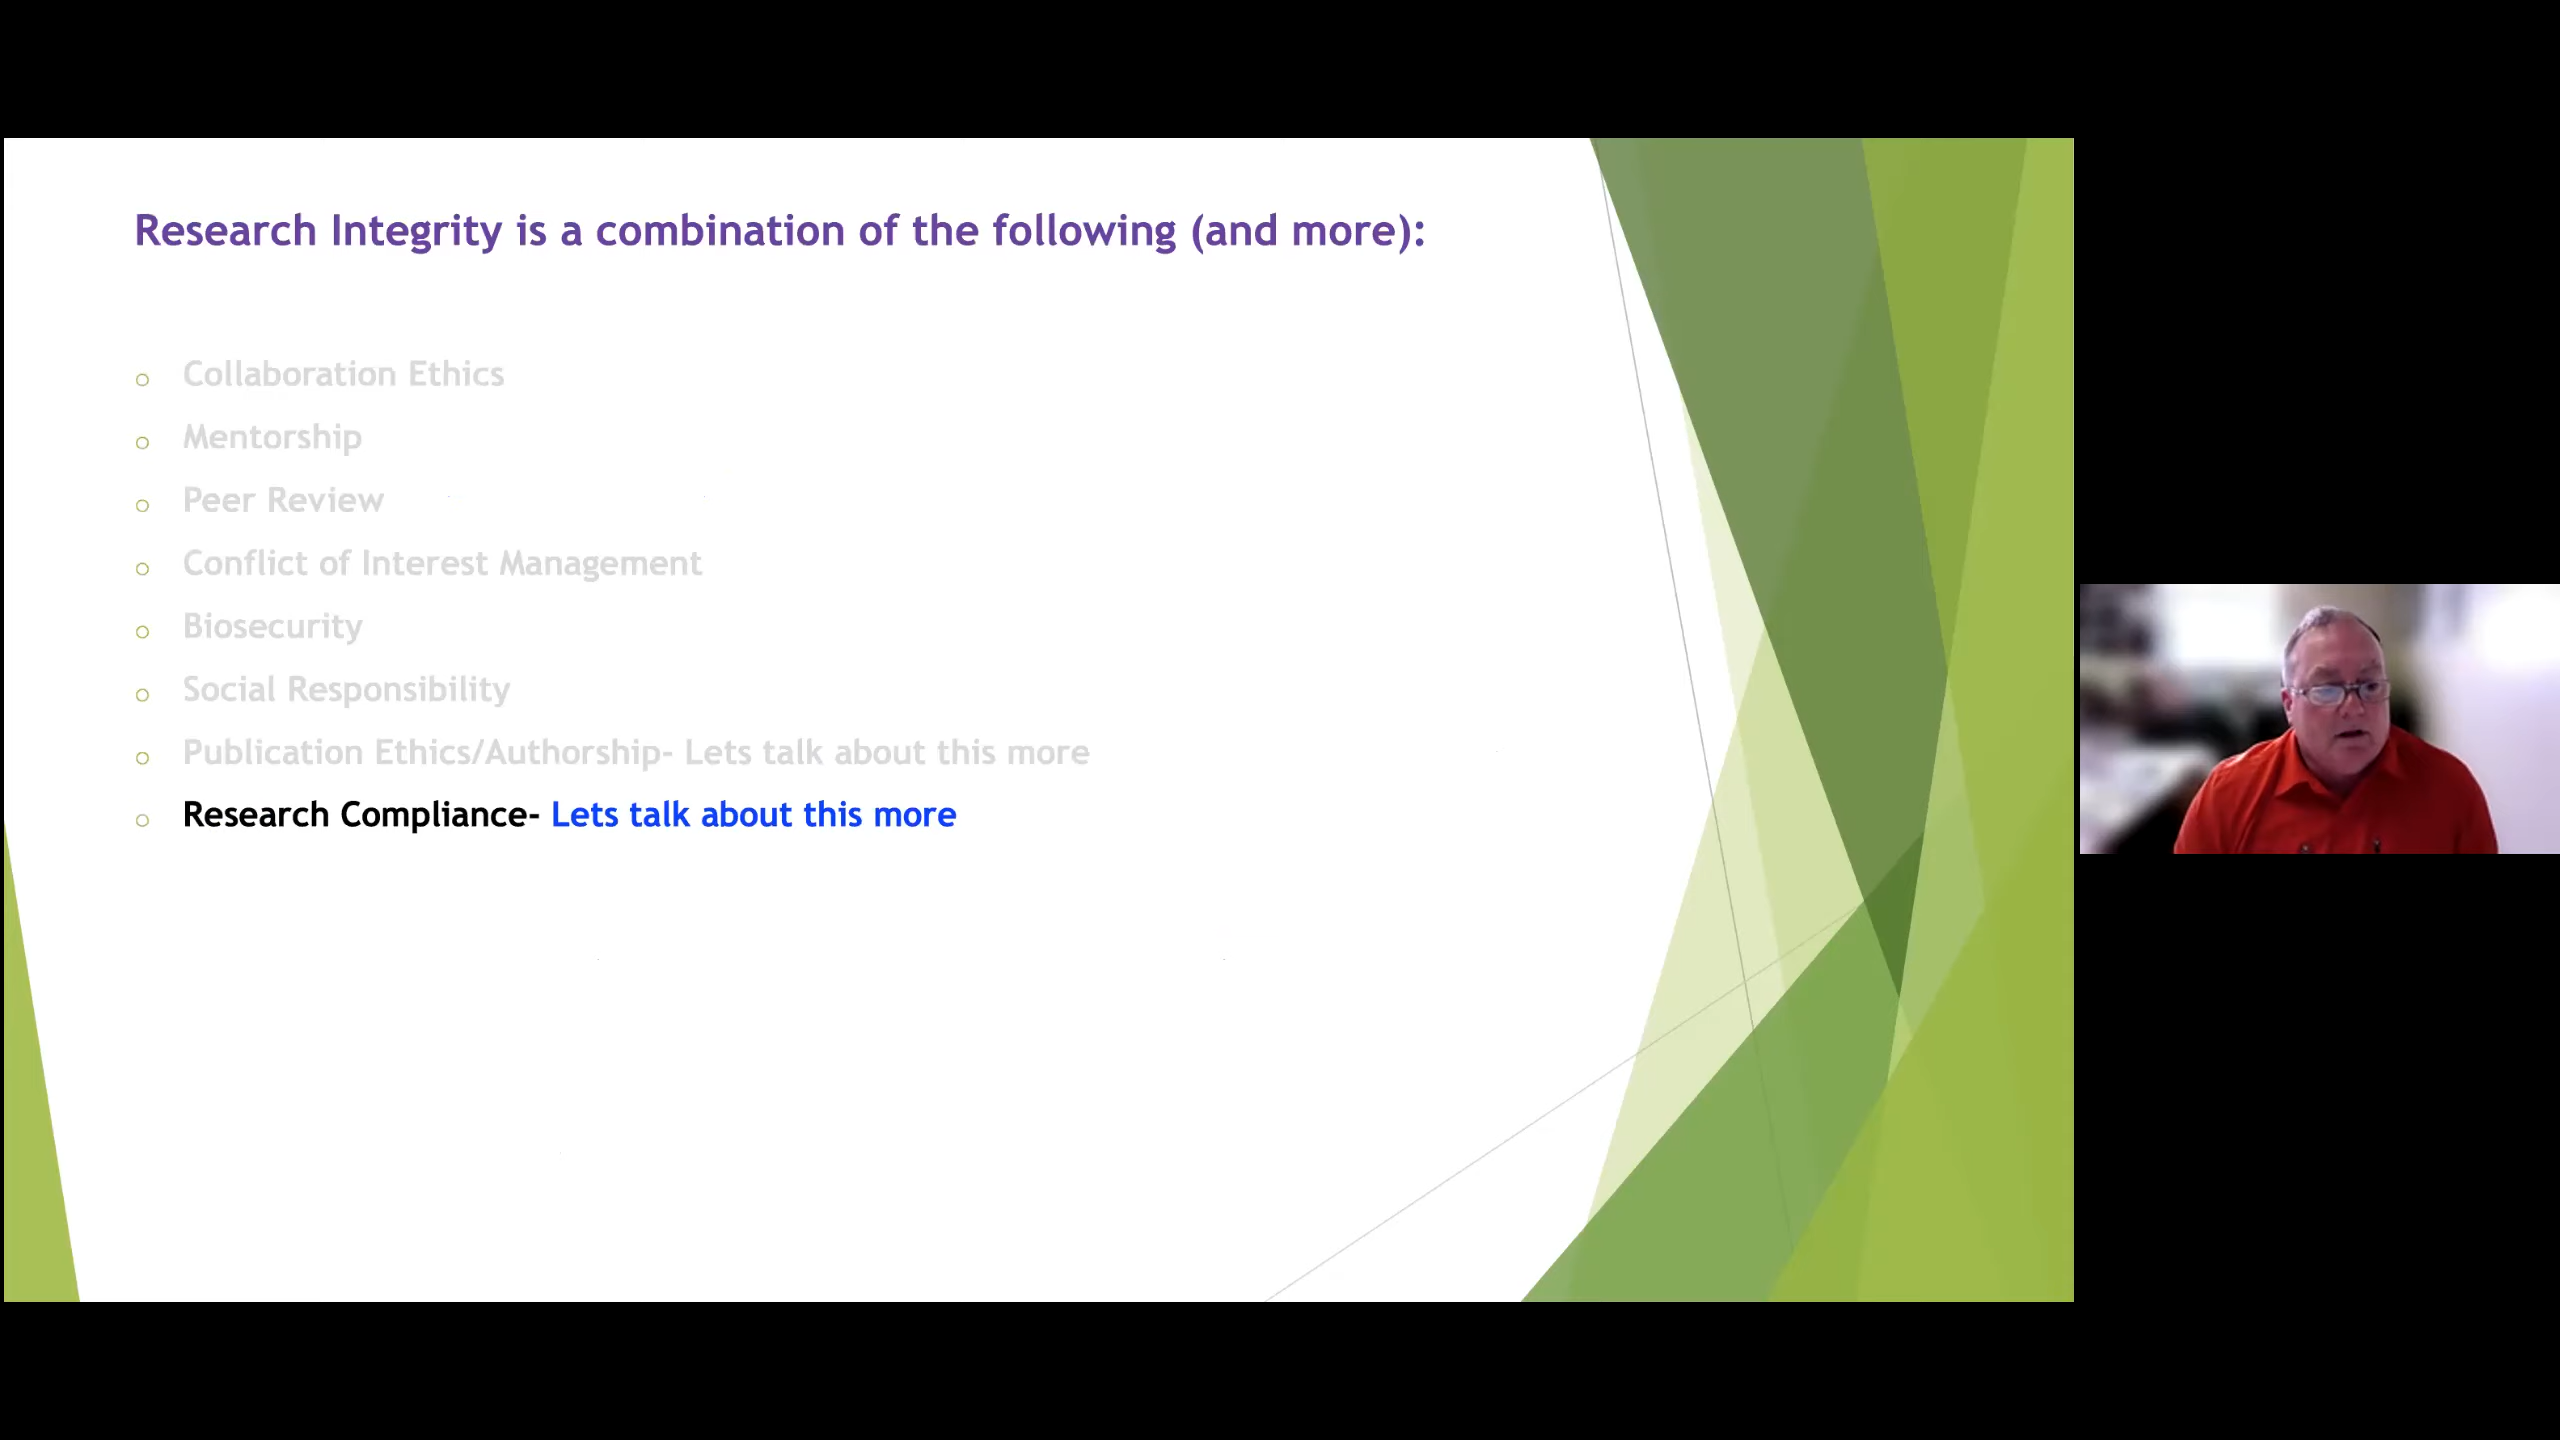 Research Integrity is a combination of the following (and more):
Collaboration Ethics
Mentorship
Peer Review
Conflict of Interest Management
Biosecurity
Social Responsibility
Publication Ethics/Authorship- Lets talk about this more
Research Compliance- Lets talk about this more